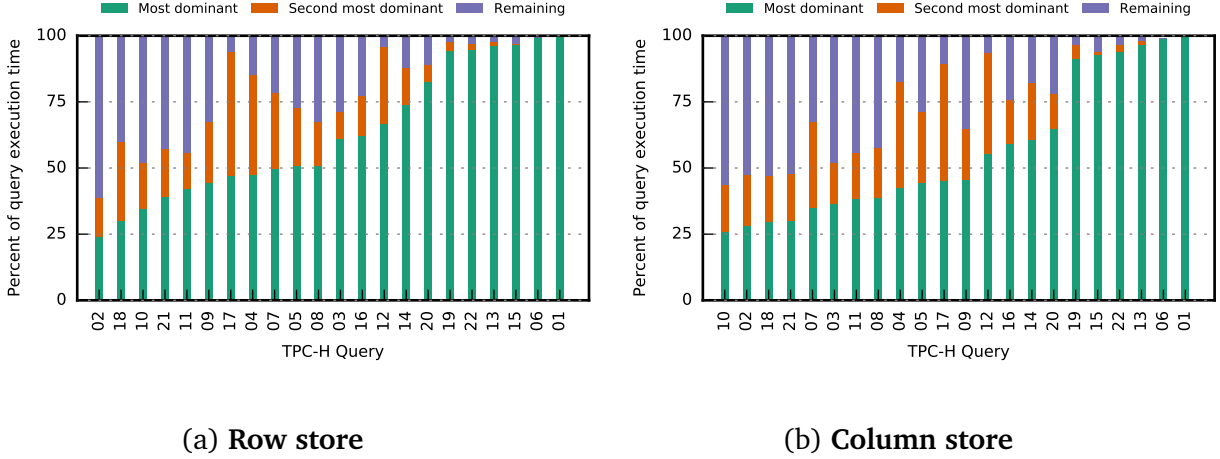 Most dominant Second most dominant Remaining
Percent of query execution time
100
75
50
25
0
02 18 10 21 11 09 17 04 07 05 08 03 16 12 14 20 19 22 13 15 06 01
TPC-H Query
(a) Row store
Most dominant Second most dominant Remaining
Percent of query execution time
100
75
50
25
0
10 02 18 21 07 03 11 08 04 05 17 09 12 16 14 20 19 15 22 13 06 01
TPC-H Query
(b) Column store